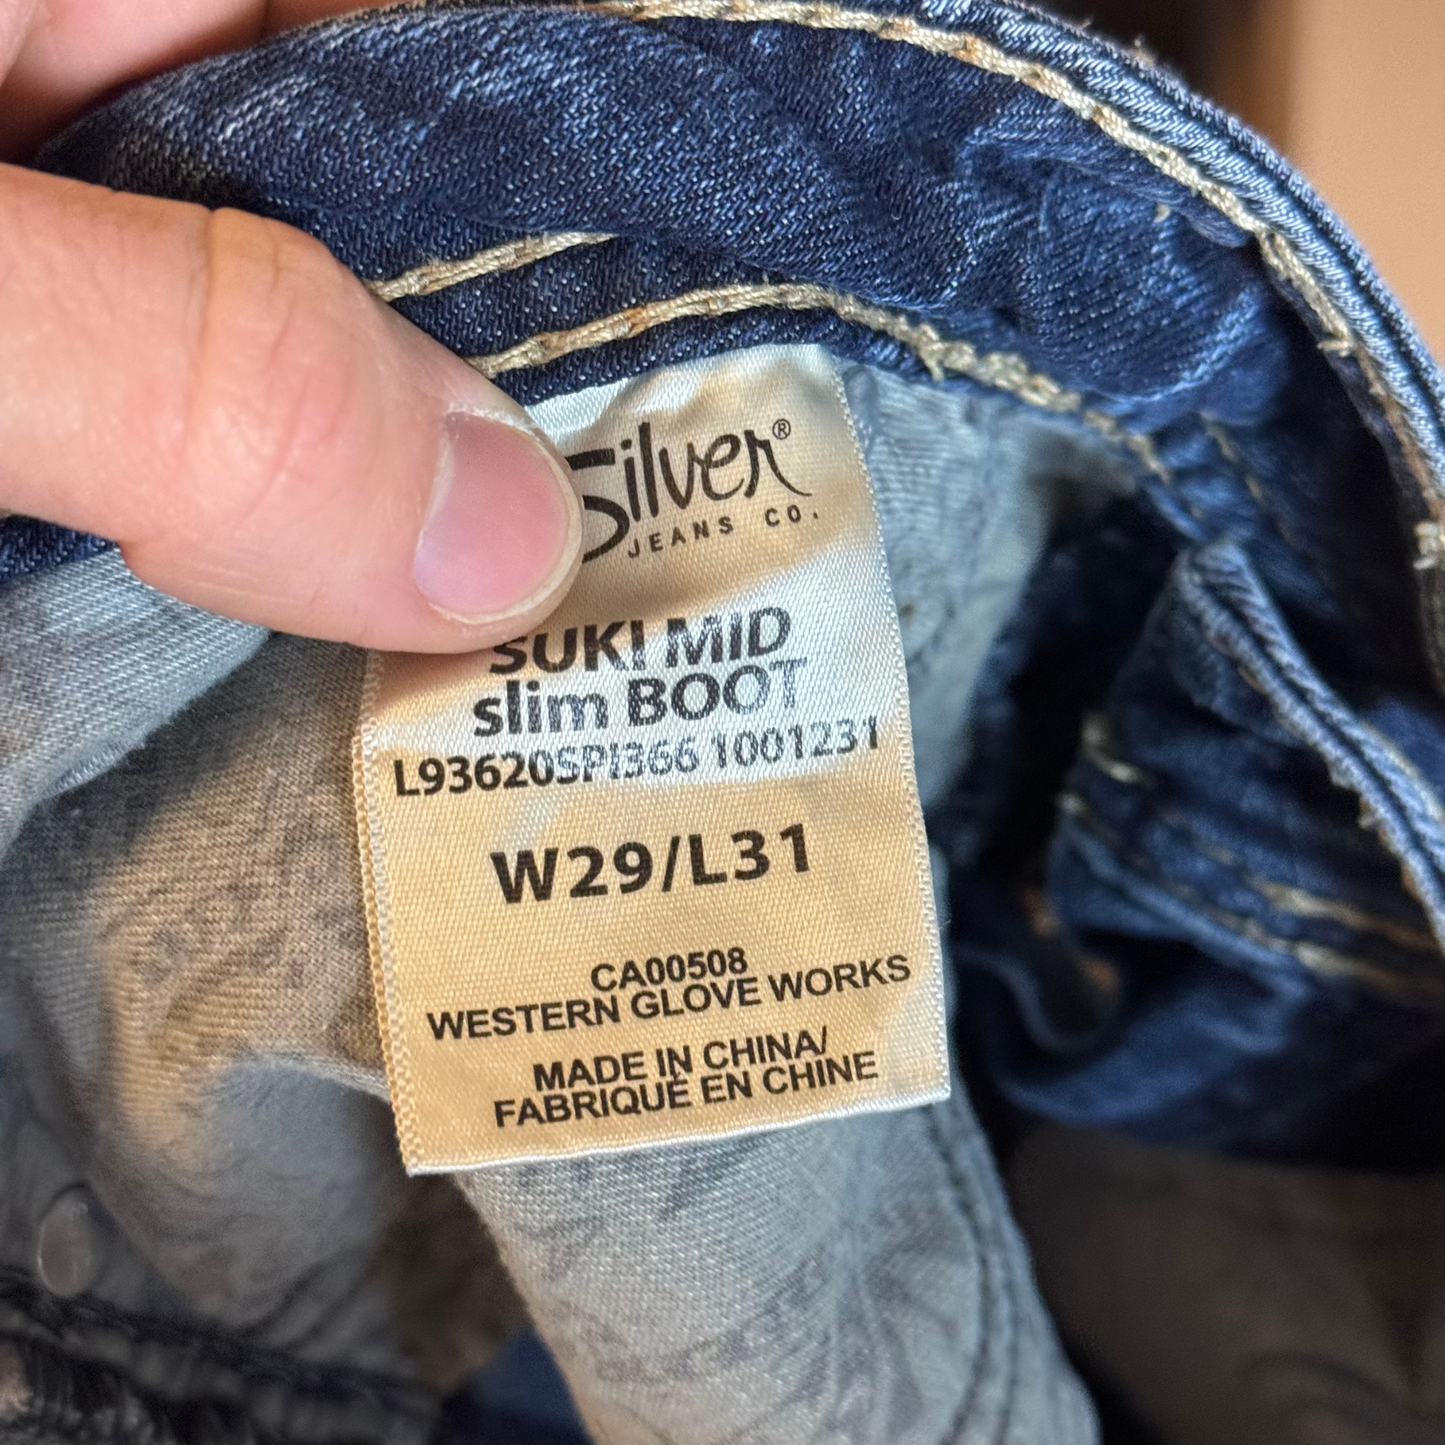 Silver®
JEANS CO.
SUKI MID
slim BOOT
L93620SPI366 1001231
W29/L31
CA00508
WESTERN GLOVE WORKS
MADE IN CHINA/
FABRIQUÉ EN CHINE